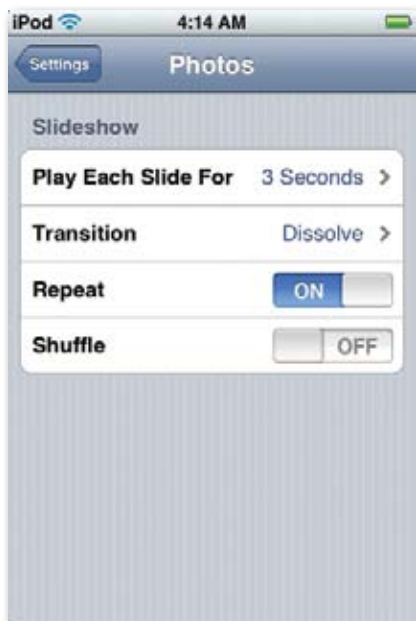 iPod 4:14 AM
Settings Photos
Slideshow
Play Each Slide For 3 Seconds >
Transition Dissolve >
Repeat ON
Shuffle OFF